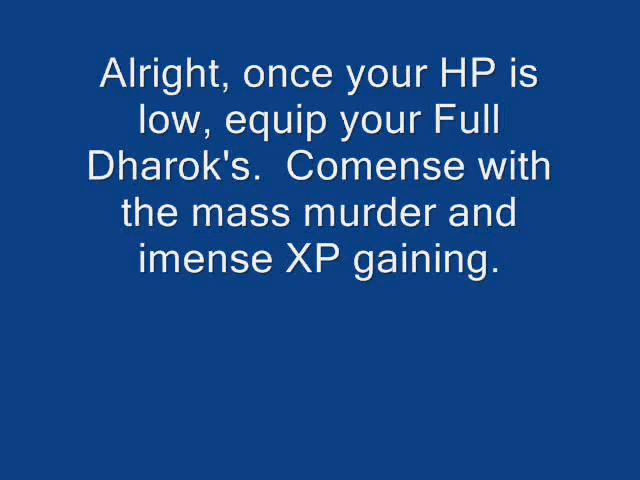 Alright, once your HP is
low, equip your Full
Dharok's.  Comense with
the mass murder and
imense XP gaining.